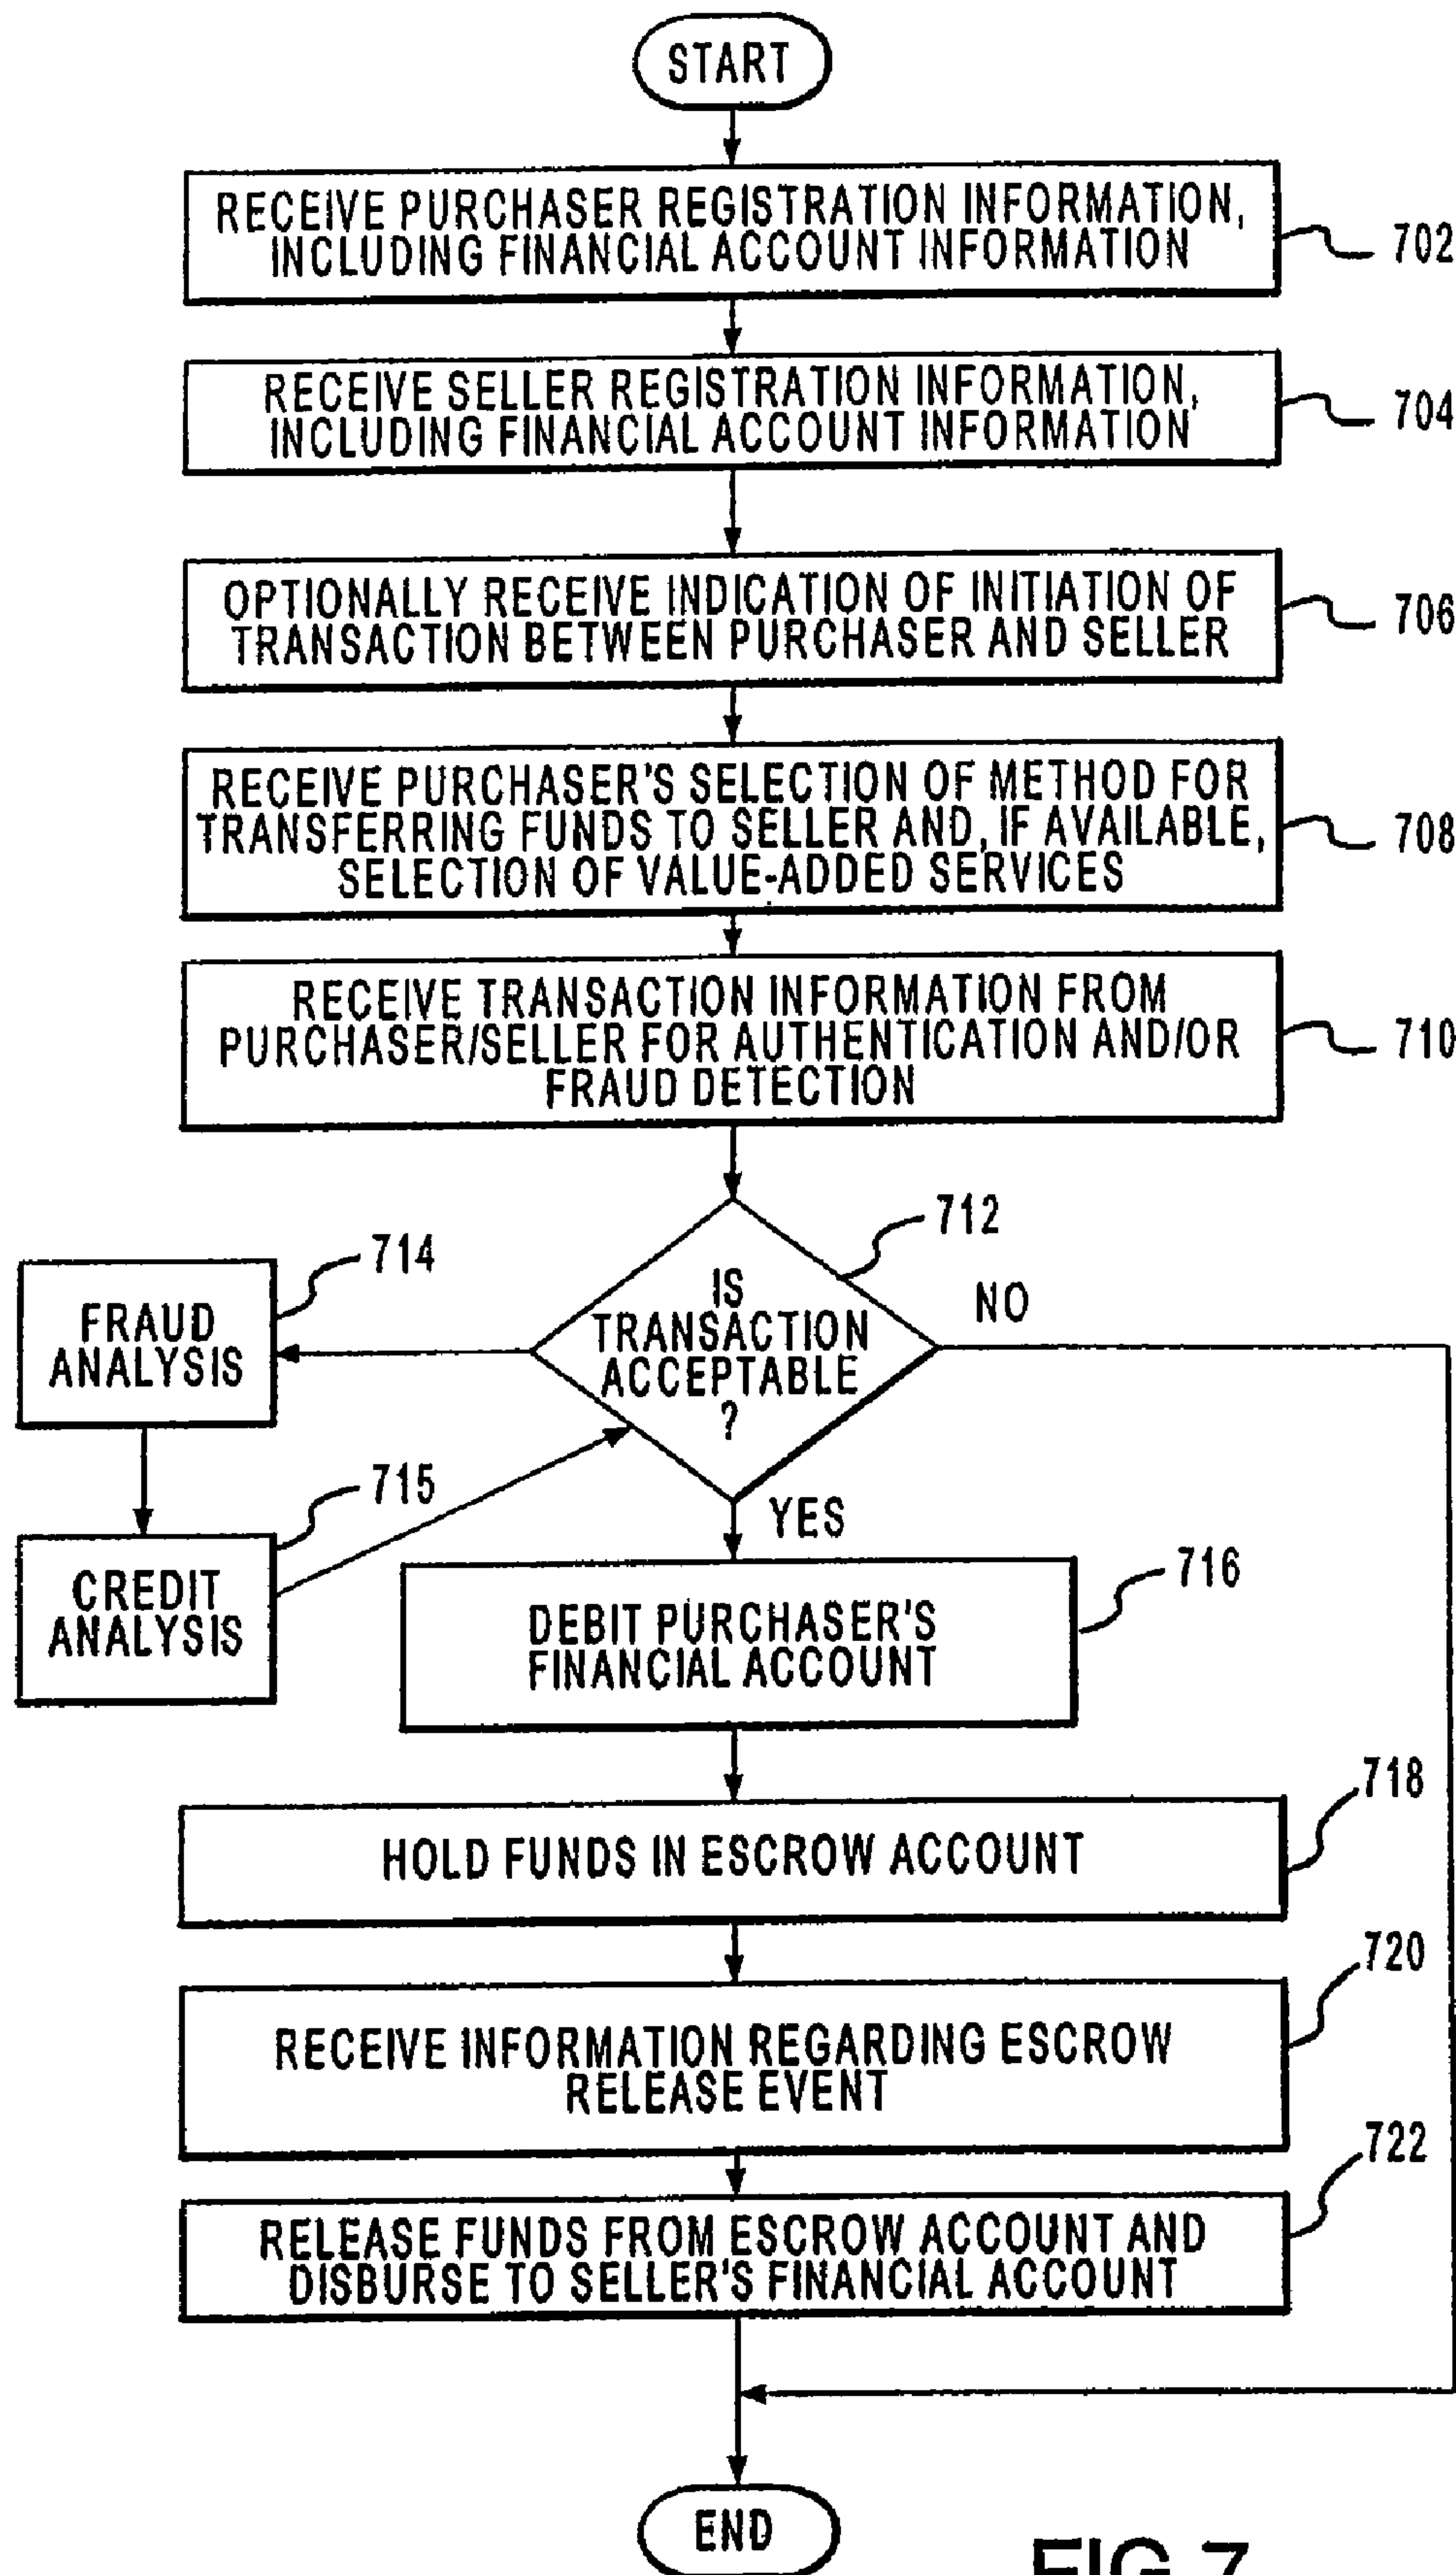 START
RECEIVE PURCHASER REGISTRATION INFORMATION,
INCLUDING FINANCIAL ACCOUNT INFORMATION
702
RECEIVE SELLER REGISTRATION INFORMATION,
INCLUDING FINANCIAL ACCOUNT INFORMATION
704
OPTIONALLY RECEIVE INDICATION OF INITIATION OF
TRANSACTION BETWEEN PURCHASER AND SELLER
706
RECEIVE PURCHASER'S SELECTION OF METHOD FOR
TRANSFERRING FUNDS TO SELLER AND, IF AVAILABLE,
SELECTION OF VALUE-ADDED SERVICES
708
RECEIVE TRANSACTION INFORMATION FROM
PURCHASER/SELLER FOR AUTHENTICATION AND/OR
FRAUD DETECTION
710
712
IS
TRANSACTION
ACCEPTABLE
?
NO
714
FRAUD
ANALYSIS
715
CREDIT
ANALYSIS
YES
716
DEBIT PURCHASER'S
FINANCIAL ACCOUNT
718
HOLD FUNDS IN ESCROW ACCOUNT
720
RECEIVE INFORMATION REGARDING ESCROW
RELEASE EVENT
722
RELEASE FUNDS FROM ESCROW ACCOUNT AND
DISBURSE TO SELLER'S FINANCIAL ACCOUNT
END
FIG 7